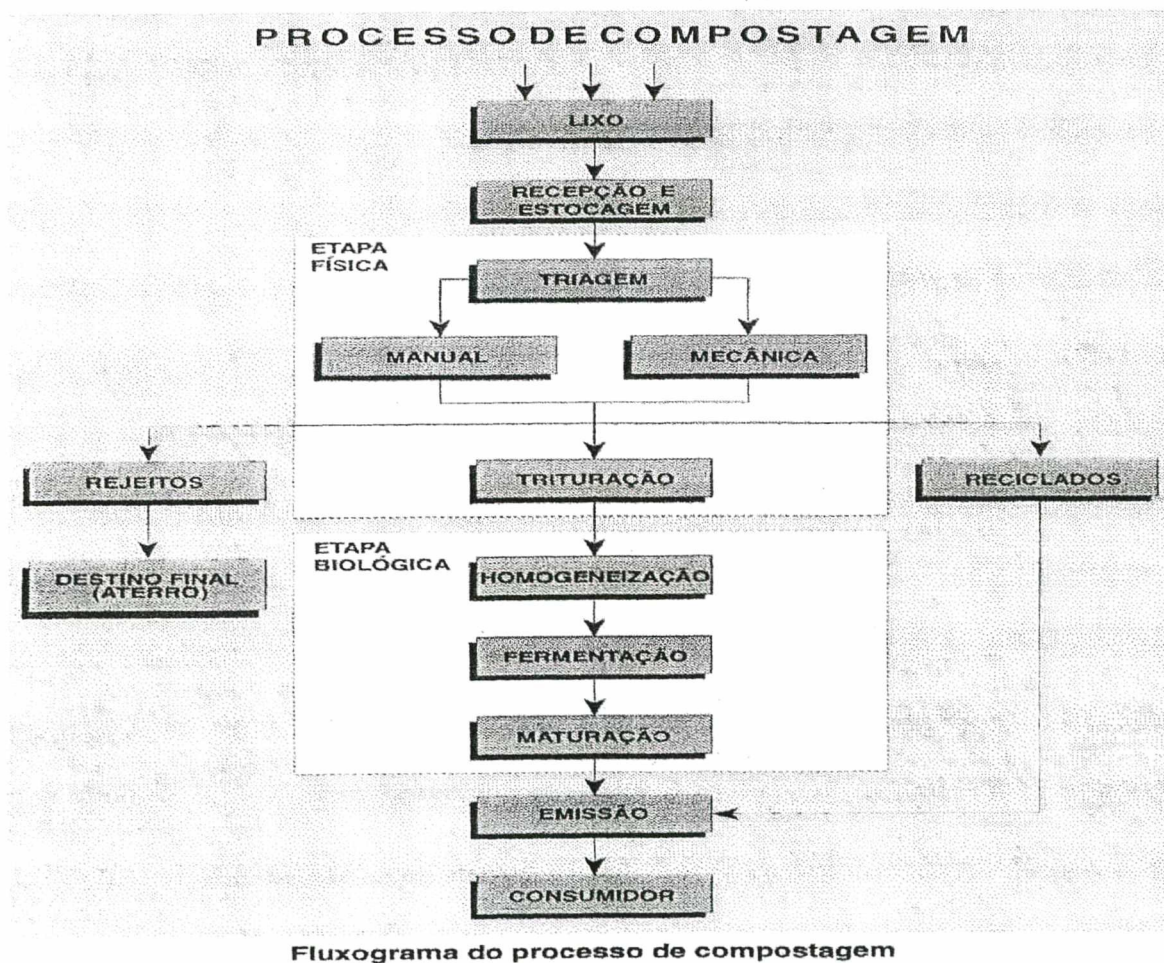 PROCESSO DE COMPOSTAGEM
LIXO
RECEPÇÃO E
ESTOCAGEM
ETAPA
FÍSICA
TRIAGEM
MANUAL
MECÂNICA
REJEITOS
TRITURAÇÃO
RECICLADOS
DESTINO FINAL
(ATERRO)
ETAPA
BIOLÓGICA
HOMOGENEIZAÇÃO
FERMENTAÇÃO
MATURAÇÃO
EMISSÃO
CONSUMIDOR
Fluxograma do processo de compostagem